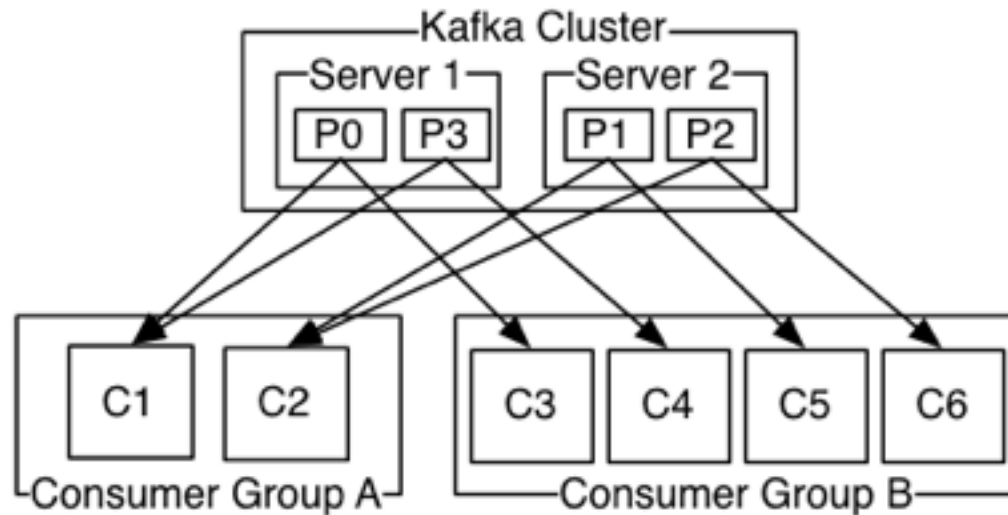 Kafka Cluster
Server 1 Server 2
P0 P3 P1 P2
C1 C2 C3 C4 C5 C6
Consumer Group A Consumer Group B